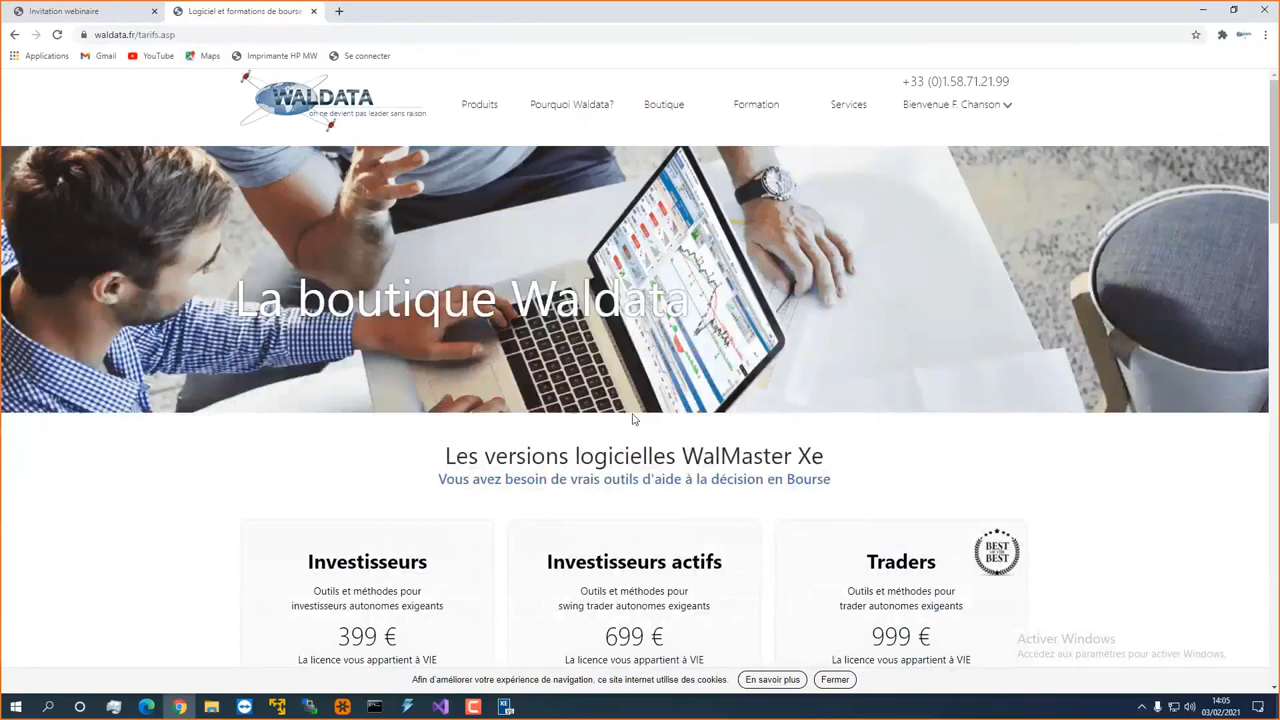 Invitation webinaire
Logiciel et formations de bourse
waldata.fr/tarifs.asp
Applications
Gmail
YouTube
Maps
Imprimante HP MW
Se connecter
WALDATA
on ne devient pas leader sans raison
Produits
Pourquoi Waldata?
Boutique
Formation
Services
+33 (0)1.58.71.21.99
Bienvenue F. Chanson
La boutique Waldata
Les versions logicielles WalMaster Xe
Vous avez besoin de vrais outils d'aide à la décision en Bourse
Investisseurs
Outils et méthodes pour
investisseurs autonomes exigeants
399 €
La licence vous appartient à VIE
Investisseurs actifs
Outils et méthodes pour
swing trader autonomes exigeants
699 €
La licence vous appartient à VIE
BEST
OF THE
BEST
Traders
Outils et méthodes pour
trader autonomes exigeants
999 €
La licence vous appartient à VIE
Activer Windows
Accédez aux paramètres pour activer Windows.
Afin d'améliorer votre expérience de navigation, ce site internet utilise des cookies.
En savoir plus
Fermer
14:05
03/02/2021